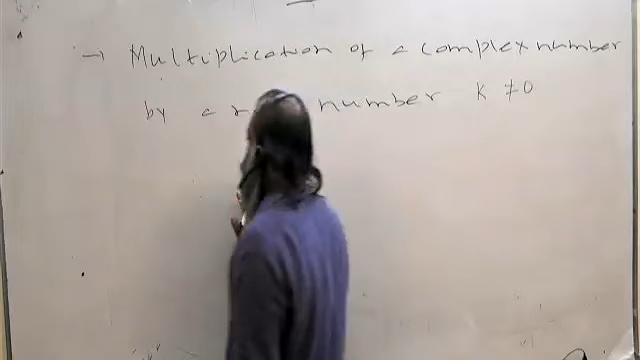 → Multiplication of a complex number
by a number K ≠ 0